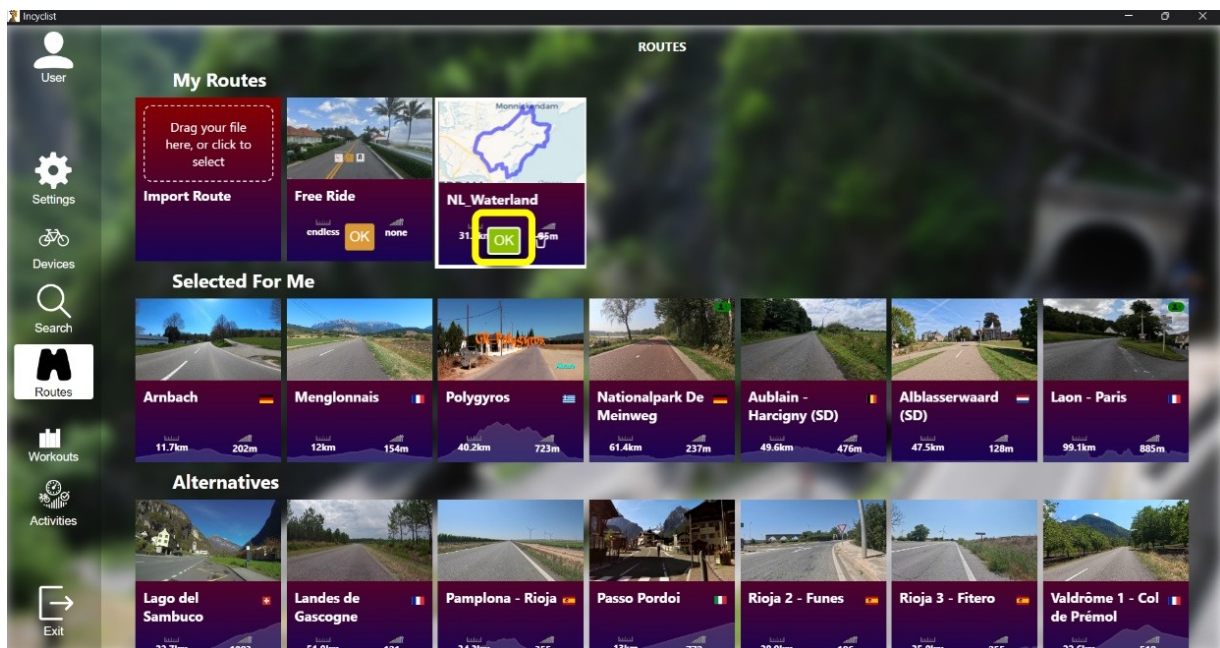 Incyclist
ROUTES
User
Settings
Devices
Search
Routes
Workouts
Activities
Exit
My Routes
Drag your file
here, or click to
select
Import Route
Free Ride
endless
OK
none
Monnickendam
NL_Waterland
OK
Selected For Me
Arnbach
11.7km
202m
Menglonnais
12km
154m
Polygyros
40.2km
723m
Nationalpark De
Meinweg
61.4km
237m
Aublain -
Harcigny (SD)
49.6km
476m
Alblasserwaard
(SD)
47.5km
128m
Laon - Paris
99.1km
885m
Alternatives
Lago del
Sambuco
Landes de
Gascogne
Pamplona - Rioja
Passo Pordoi
Rioja 2 - Funes
Rioja 3 - Fitero
Valdrôme 1 - Col
de Prémol